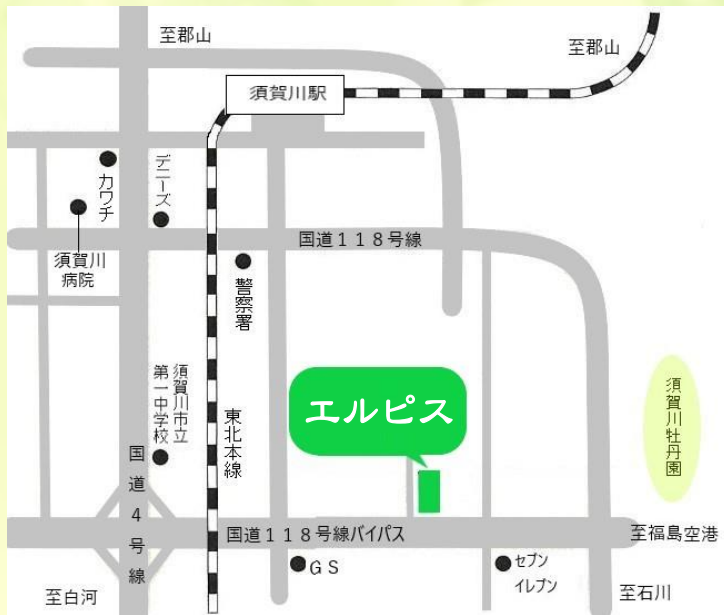 至郡山
至郡山
須賀川駅
カワチ
デニーズ
須賀川
病院
国道118号線
警察署
須賀川市立
第一中学校
東北本線
エルピス
須賀川牡丹園
国道4号線
国道118号線バイパス
至福島空港
GS
セブン
イレブン
至白河
至石川